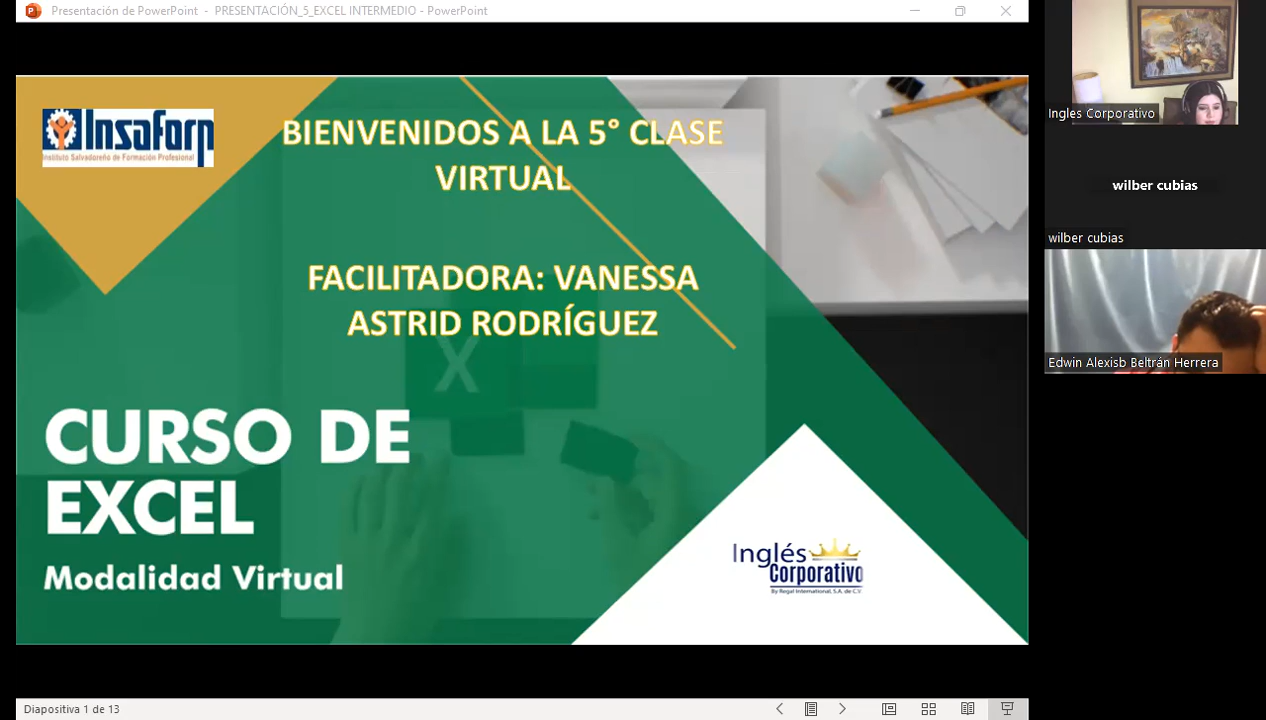 Presentación de PowerPoint - PRESENTACIÓN_5_EXCEL INTERMEDIO - PowerPoint
Insaforp
Instituto Salvadoreño de Formación Profesional
BIENVENIDOS A LA 5° CLASE
VIRTUAL
FACILITADORA: VANESSA
ASTRID RODRÍGUEZ
X
CURSO DE
EXCEL
Modalidad Virtual
Inglés
Corporativo
By Regal International, S.A. de C.V.
Diapositiva 1 de 13
Ingles Corporativo
wilber cubias
wilber cubias
Edwin Alexisb Beltrán Herrera